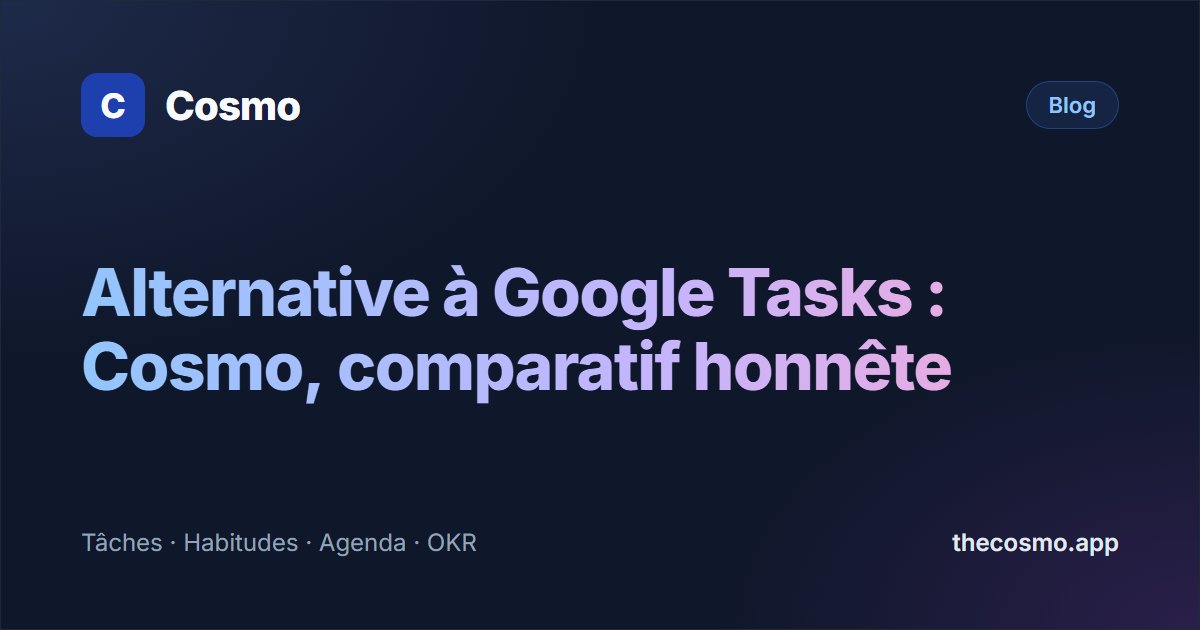 C Cosmo
Blog
Alternative à Google Tasks :
Cosmo, comparatif honnête
Tâches · Habitudes · Agenda · OKR
thecosmo.app